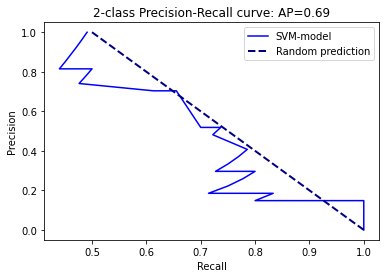 2-class Precision-Recall curve: AP=0.69
SVM-model
Random prediction
Precision
1.0
0.8
0.6
0.4
0.2
0.0
0.5
0.6
0.7
0.8
0.9
1.0
Recall